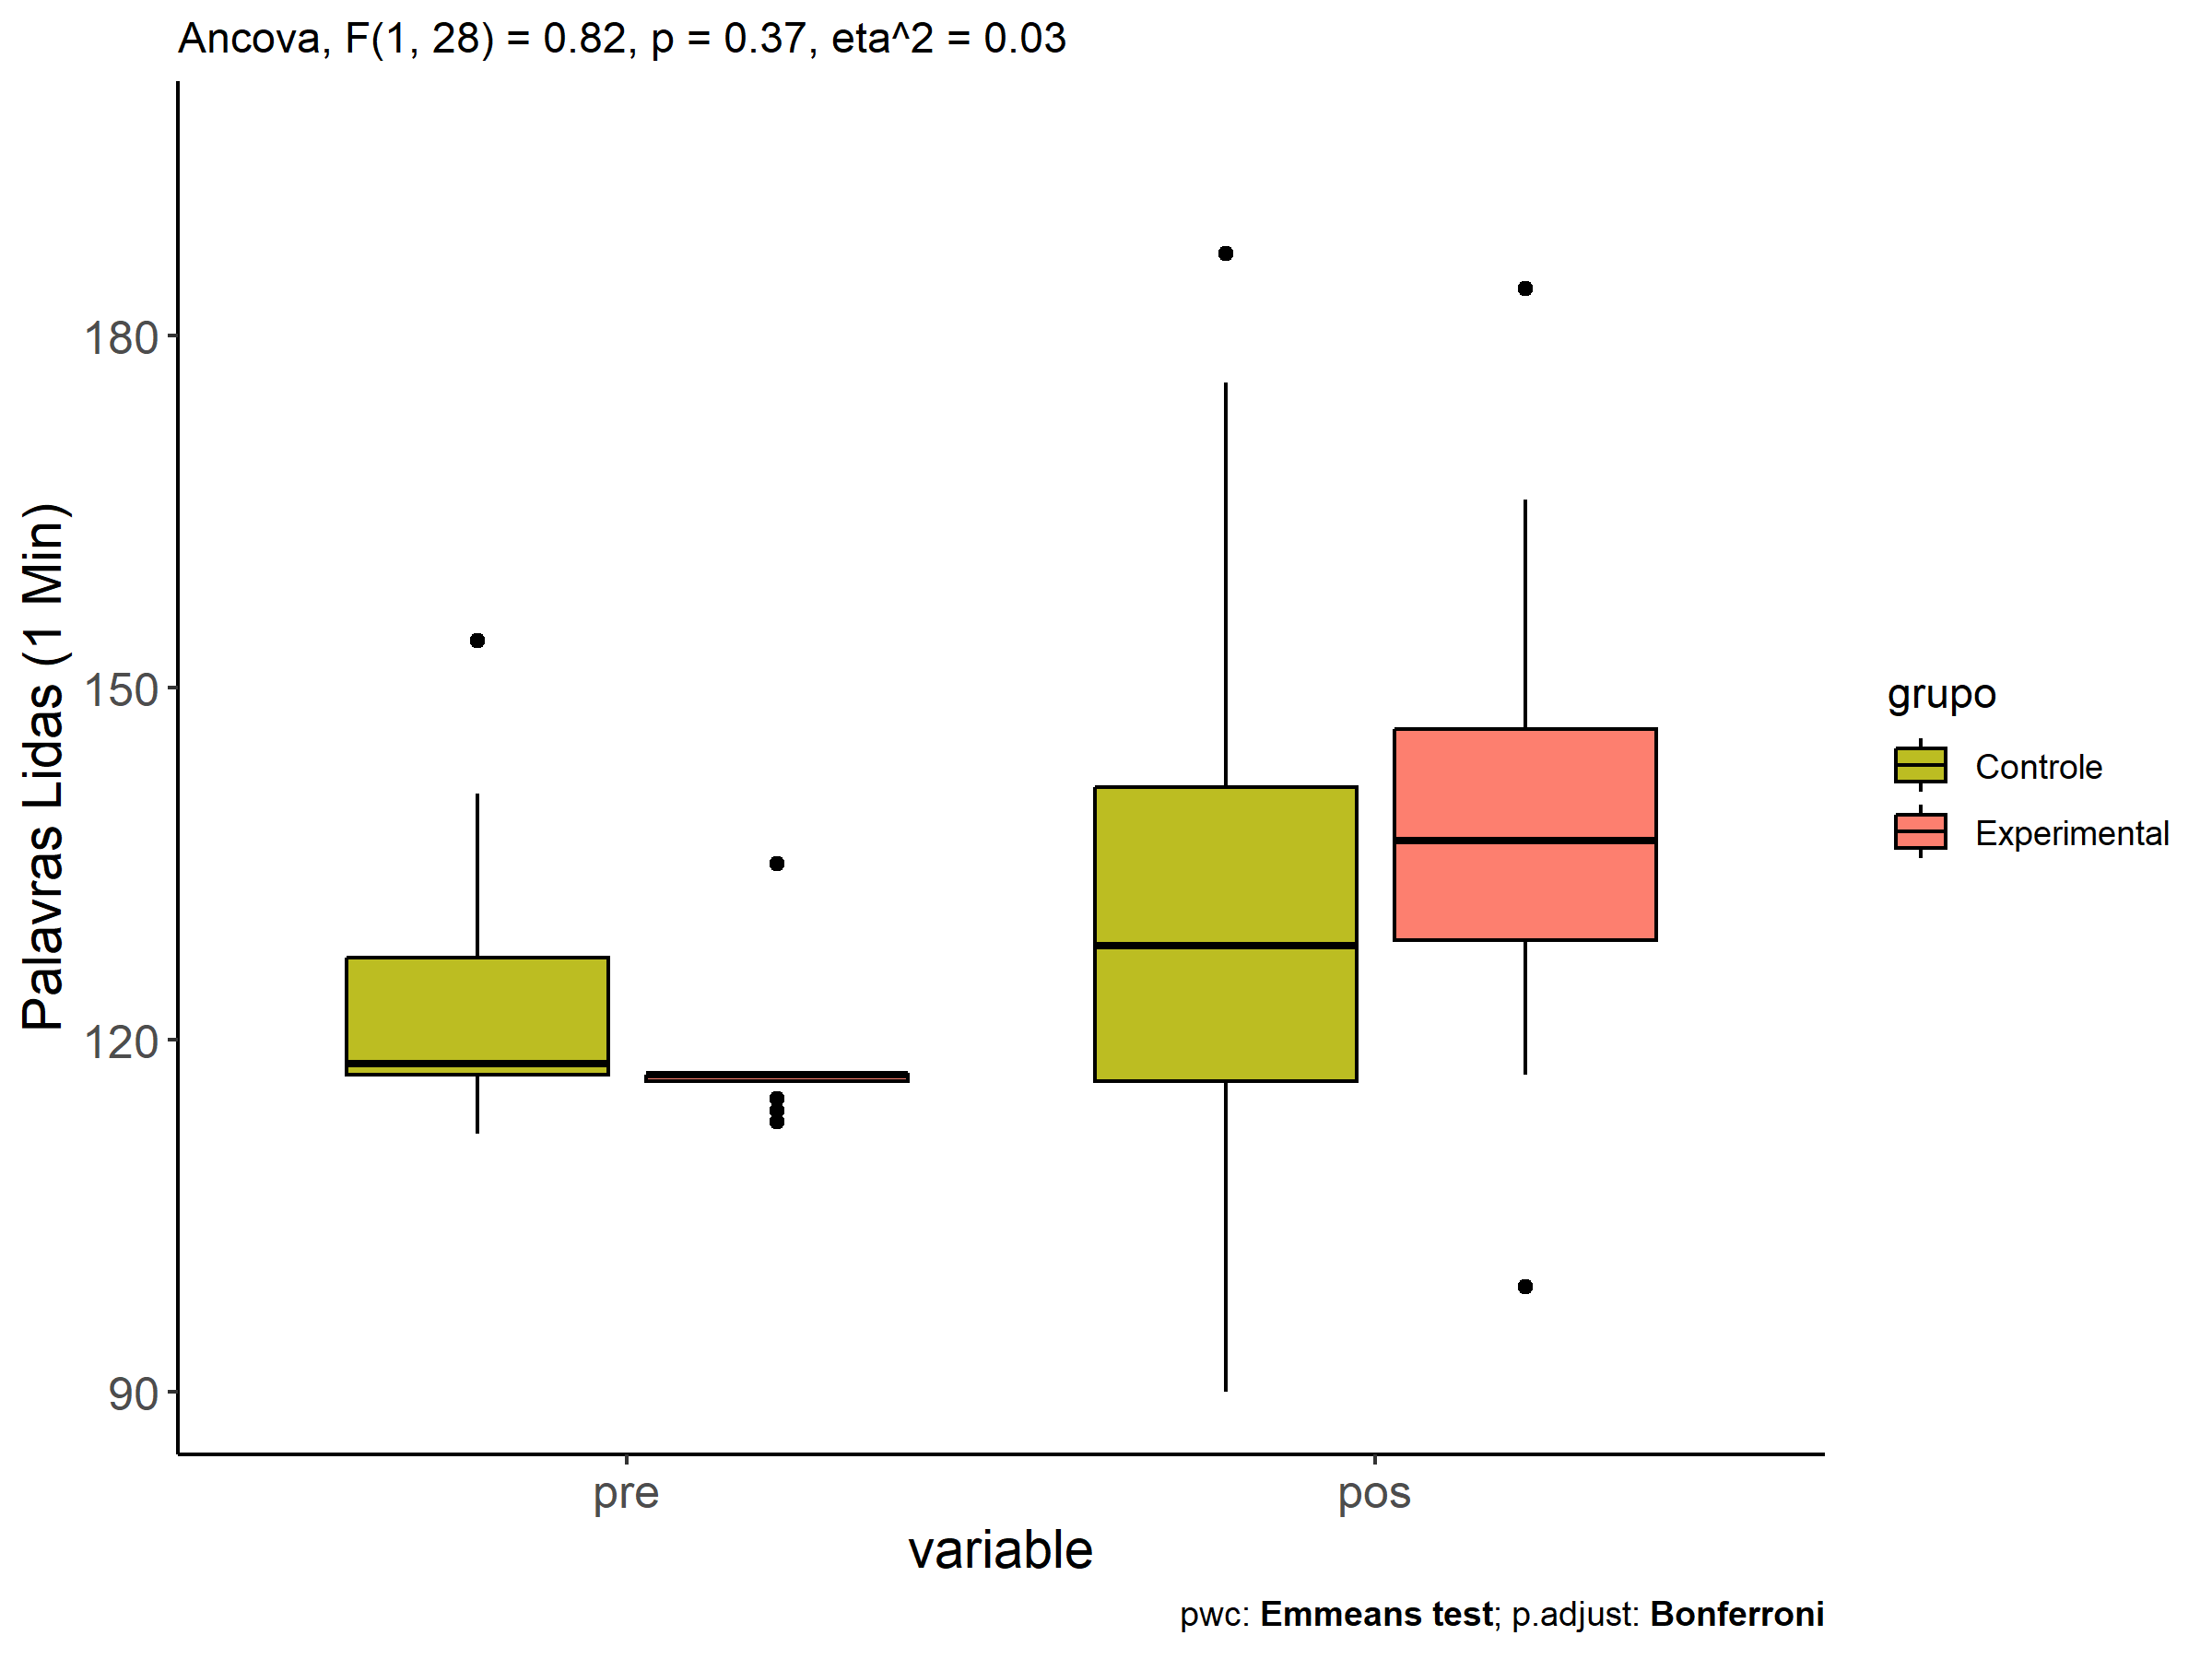 Ancova, F(1, 28) = 0.82, p = 0.37, eta^2 = 0.03
Palavras Lidas (1 Min)
180
150
120
90
pre
pos
variable
grupo
Controle
Experimental
pwc: Emmeans test; p.adjust: Bonferroni